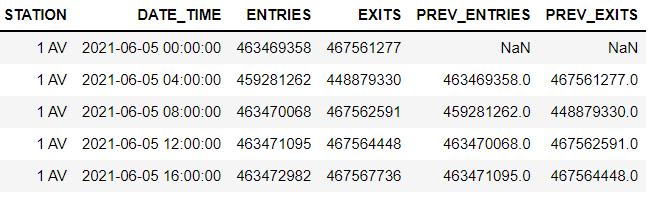 STATION DATE_TIME ENTRIES EXITS PREV_ENTRIES PREV_EXITS
1 AV 2021-06-05 00:00:00 463469358 467561277 NaN NaN
1 AV 2021-06-05 04:00:00 459281262 448879330 463469358.0 467561277.0
1 AV 2021-06-05 08:00:00 463470068 467562591 459281262.0 448879330.0
1 AV 2021-06-05 12:00:00 463471095 467564448 463470068.0 467562591.0
1 AV 2021-06-05 16:00:00 463472982 467567736 463471095.0 467564448.0